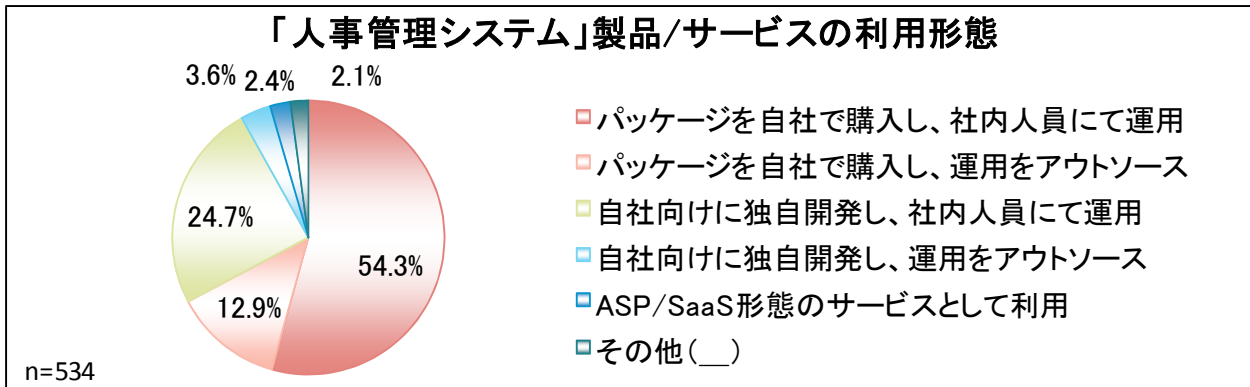 「人事管理システム」製品/サービスの利用形態
3.6%
2.4%
2.1%
24.7%
12.9%
54.3%
パッケージを自社で購入し、社内人員にて運用
パッケージを自社で購入し、運用をアウトソース
自社向けに独自開発し、社内人員にて運用
自社向けに独自開発し、運用をアウトソース
ASP/SaaS形態のサービスとして利用
その他(__)
n=534